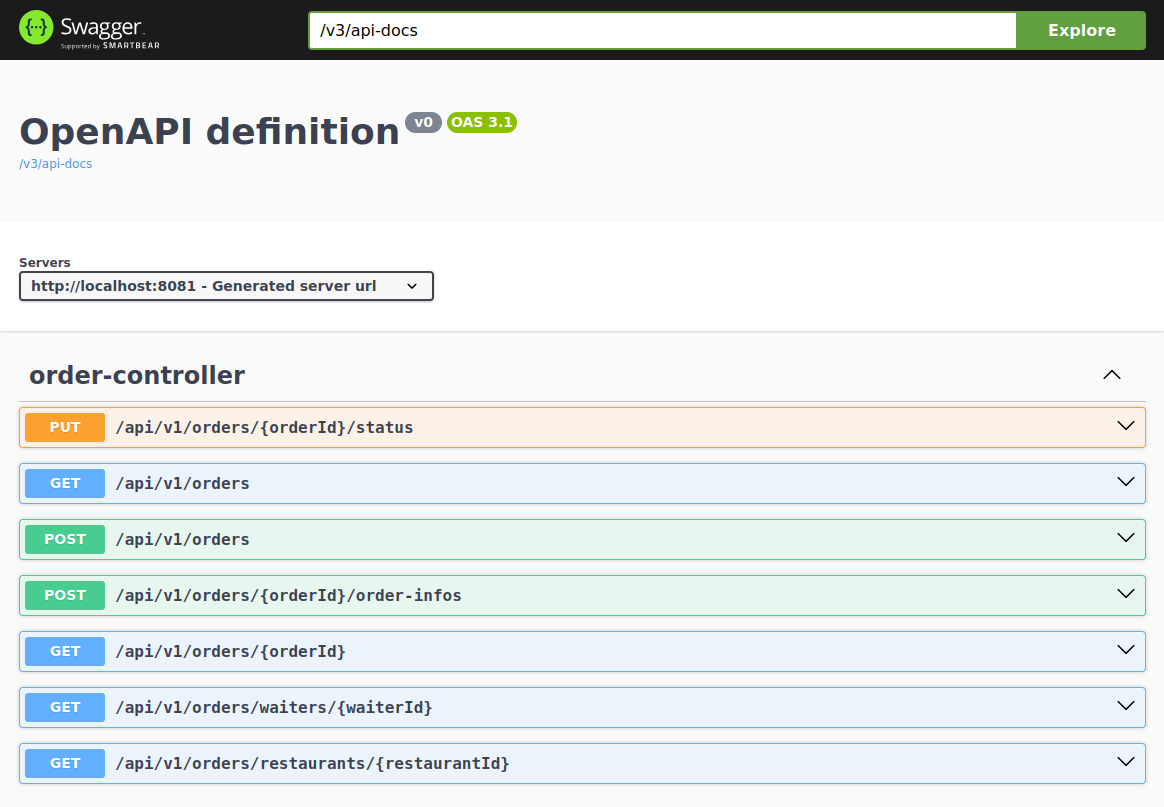 {···} Swagger.
Supported by SMARTBEAR
/v3/api-docs
Explore
OpenAPI definition v0 OAS 3.1
/v3/api-docs
Servers
http://localhost:8081 - Generated server url
order-controller
PUT /api/v1/orders/{orderId}/status
GET /api/v1/orders
POST /api/v1/orders
POST /api/v1/orders/{orderId}/order-infos
GET /api/v1/orders/{orderId}
GET /api/v1/orders/waiters/{waiterId}
GET /api/v1/orders/restaurants/{restaurantId}